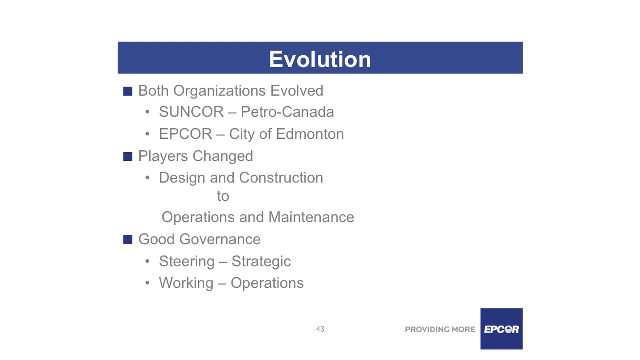 Evolution
■ Both Organizations Evolved
• SUNCOR – Petro-Canada
• EPCOR – City of Edmonton
■ Players Changed
• Design and Construction
to
Operations and Maintenance
■ Good Governance
• Steering – Strategic
• Working – Operations
43
PROVIDING MORE
EPCOR